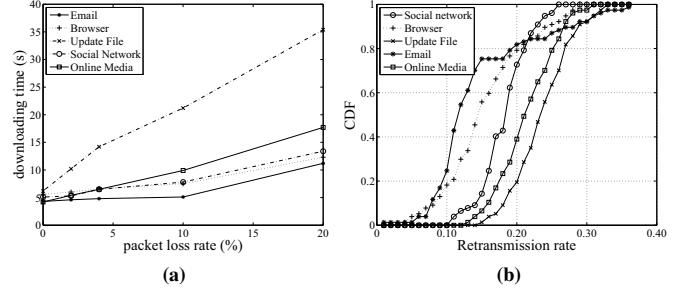 40
35
30
25
20
15
10
5
0
downloading time (s)
Email
Browser
Update File
Social Network
Online Media
0
5
10
15
20
packet loss rate (%)
(a)
1
0.8
0.6
0.4
0.2
0
CDF
Social network
Browser
Update File
Email
Online Media
0
0.10
0.20
0.30
0.40
Retransmission rate
(b)